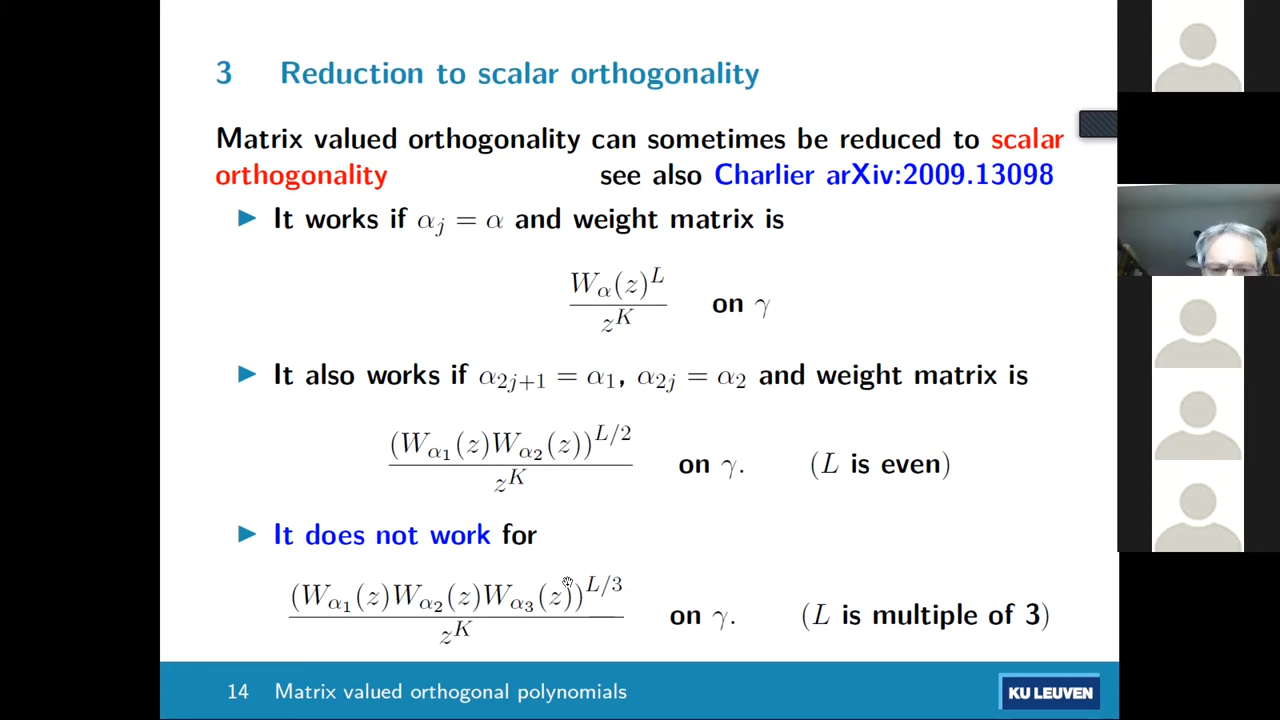 3 Reduction to scalar orthogonality
Matrix valued orthogonality can sometimes be reduced to scalar
orthogonality see also Charlier arXiv:2009.13098
▶ It works if α_j = α and weight matrix is
W_α(z)^L / z^K on γ
▶ It also works if α_{2j+1} = α_1, α_{2j} = α_2 and weight matrix is
(W_{α_1}(z)W_{α_2}(z))^{L/2} / z^K on γ. (L is even)
▶ It does not work for
(W_{α_1}(z)W_{α_2}(z)W_{α_3}(z))^{L/3} / z^K on γ. (L is multiple of 3)
14 Matrix valued orthogonal polynomials KU LEUVEN